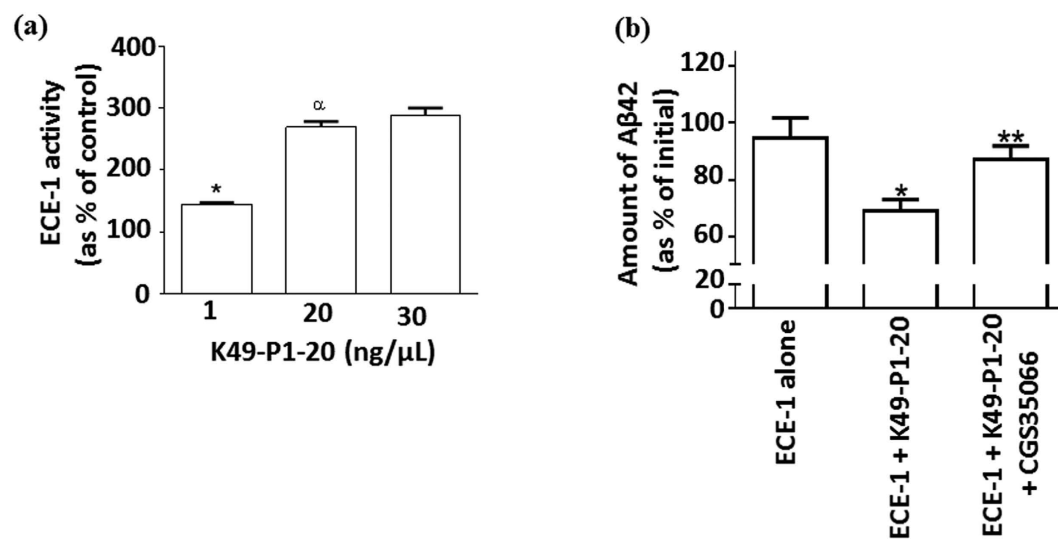 (a)
ECE-1 activity
(as % of control)
400
300
200
100
0
*
α
1 20 30
K49-P1-20 (ng/µL)
(b)
Amount of Aβ42
(as % of initial)
120
100
80
60
20
0
*
**
ECE-1 alone
ECE-1 + K49-P1-20
ECE-1 + K49-P1-20
+ CGS35066